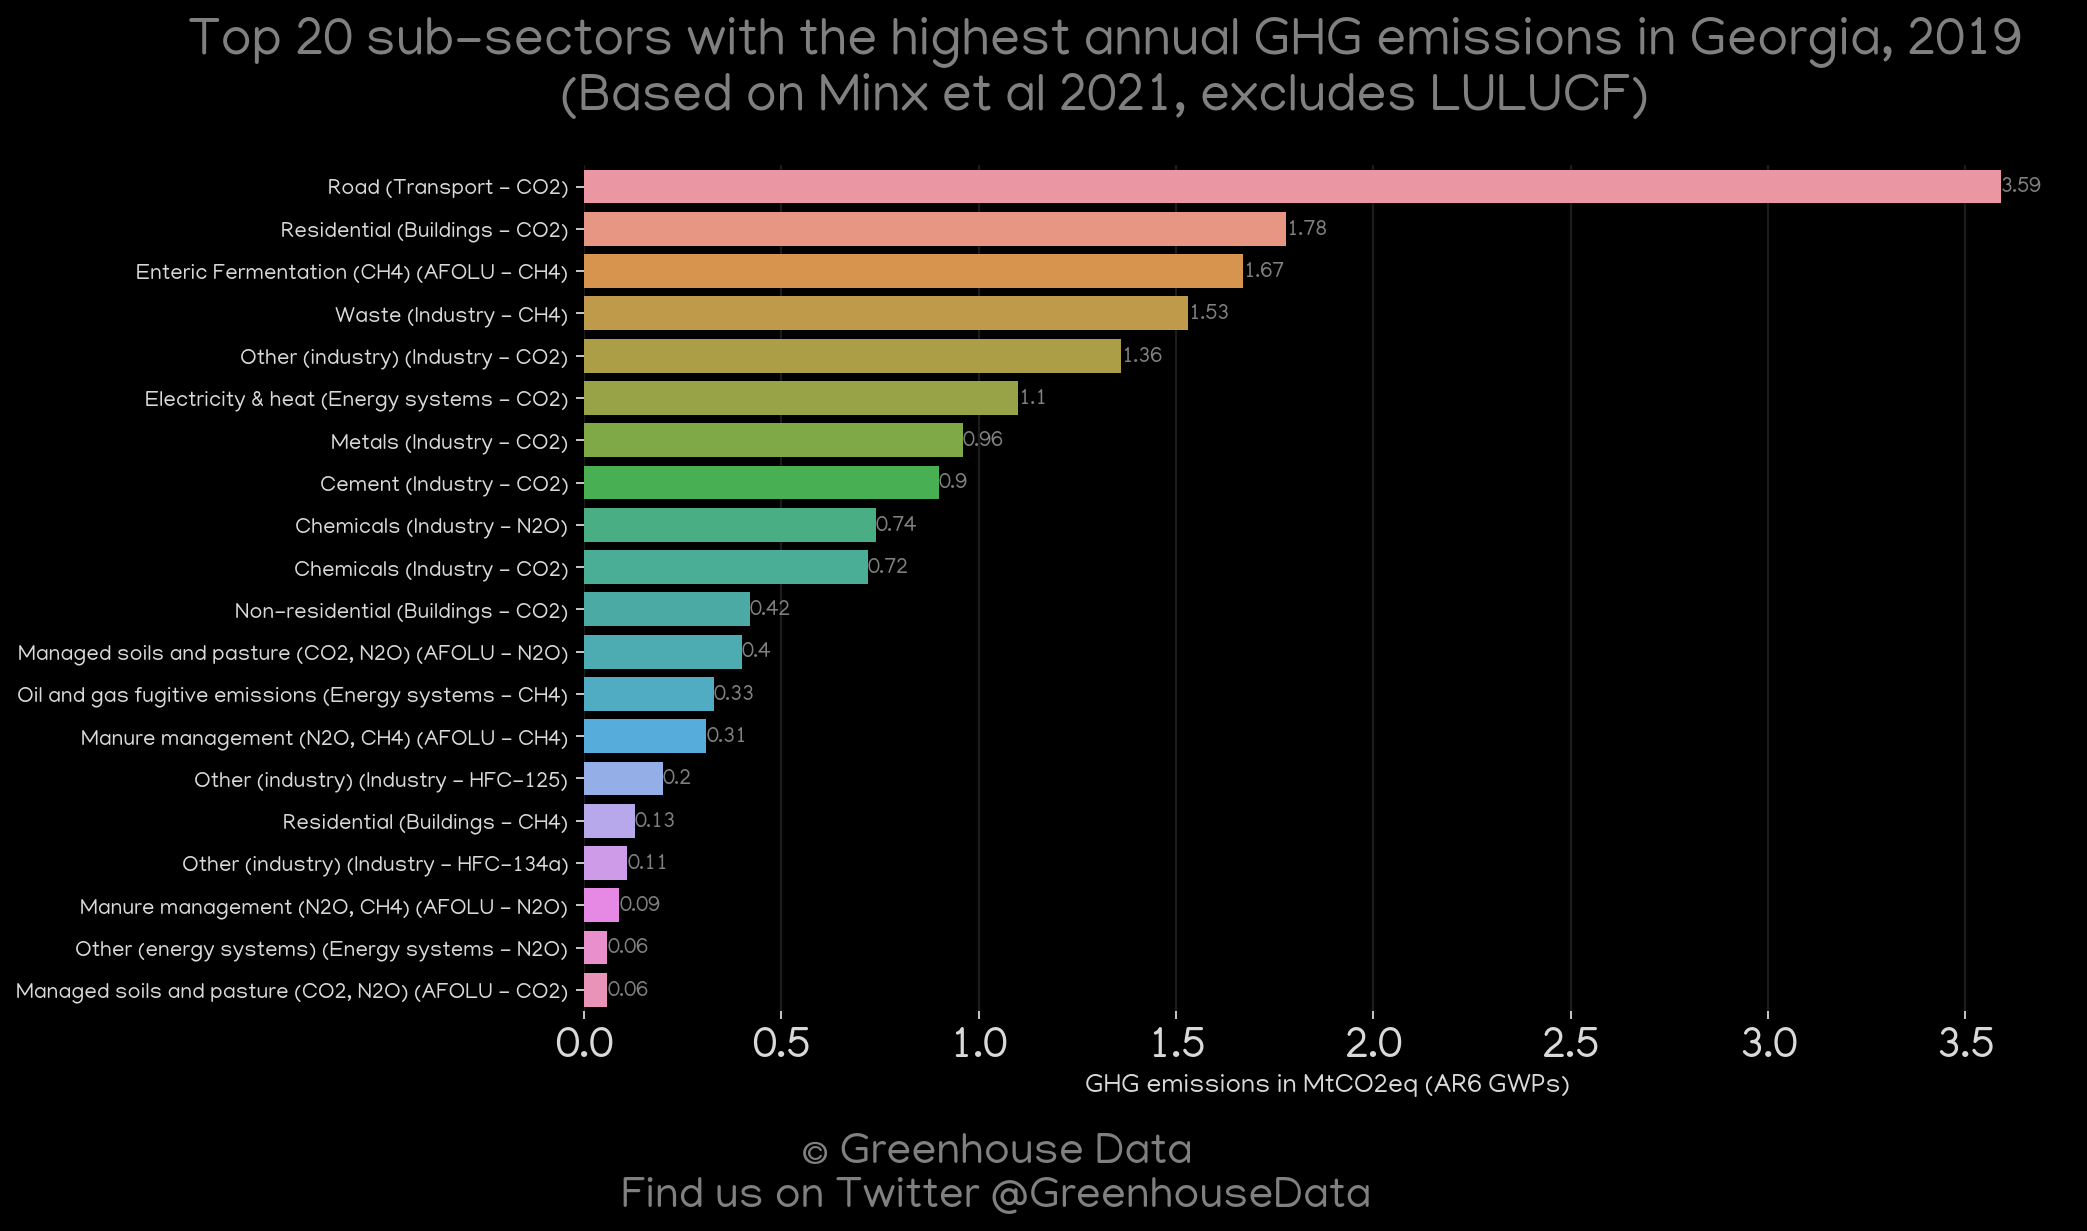 Top 20 sub-sectors with the highest annual GHG emissions in Georgia, 2019
(Based on Minx et al 2021, excludes LULUCF)
Road (Transport - CO2) 3.59
Residential (Buildings - CO2) 1.78
Enteric Fermentation (CH4) (AFOLU - CH4) 1.67
Waste (Industry - CH4) 1.53
Other (industry) (Industry - CO2) 1.36
Electricity & heat (Energy systems - CO2) 1.1
Metals (Industry - CO2) 0.96
Cement (Industry - CO2) 0.9
Chemicals (Industry - N2O) 0.74
Chemicals (Industry - CO2) 0.72
Non-residential (Buildings - CO2) 0.42
Managed soils and pasture (CO2, N2O) (AFOLU - N2O) 0.4
Oil and gas fugitive emissions (Energy systems - CH4) 0.33
Manure management (N2O, CH4) (AFOLU - CH4) 0.31
Other (industry) (Industry - HFC-125) 0.2
Residential (Buildings - CH4) 0.13
Other (industry) (Industry - HFC-134a) 0.11
Manure management (N2O, CH4) (AFOLU - N2O) 0.09
Other (energy systems) (Energy systems - N2O) 0.06
Managed soils and pasture (CO2, N2O) (AFOLU - CO2) 0.06
0.0 0.5 1.0 1.5 2.0 2.5 3.0 3.5
GHG emissions in MtCO2eq (AR6 GWPs)
© Greenhouse Data
Find us on Twitter @GreenhouseData